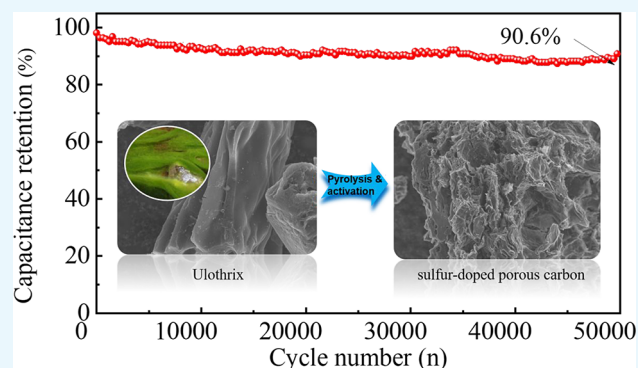 100
80
60
40
20
0
Capacitance retention (%)
90.6%
Pyrolysis &
activation
Ulothrix
sulfur-doped porous carbon
0 10000 20000 30000 40000 50000
Cycle number (n)